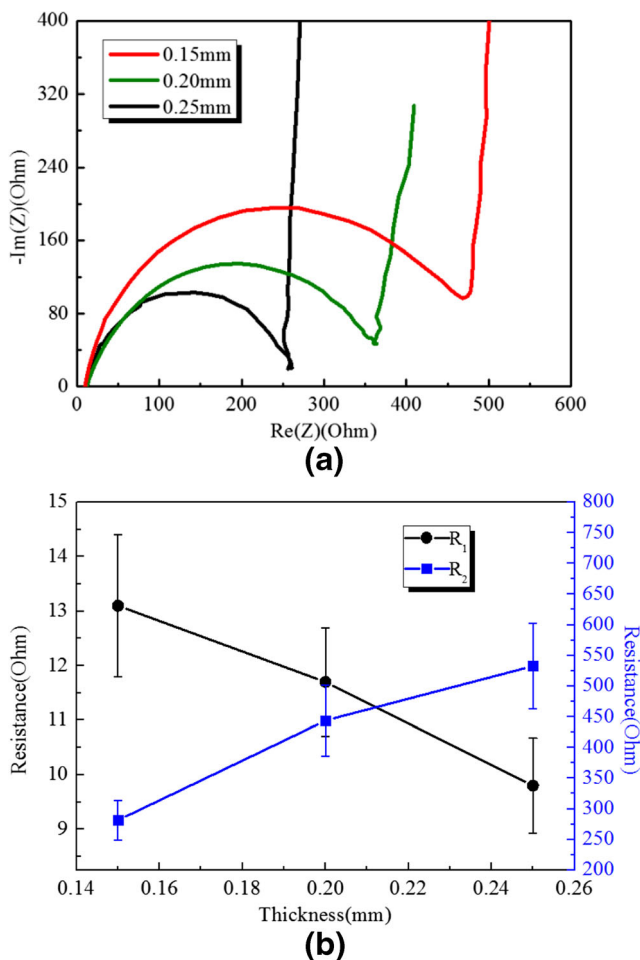 400
320
240
160
80
0
-Im(Z)(Ohm)
0.15mm
0.20mm
0.25mm
0 100 200 300 400 500 600
Re(Z)(Ohm)
(a)
15
14
13
12
11
10
9
Resistance(Ohm)
R₁
R₂
800
750
700
650
600
550
500
450
400
350
300
250
200
Resistance(Ohm)
0.14 0.16 0.18 0.20 0.22 0.24 0.26
Thickness(mm)
(b)